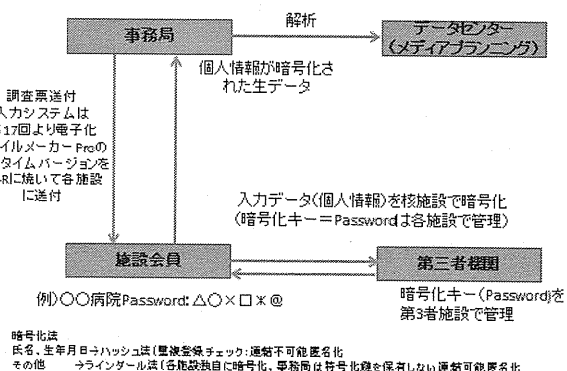 事務局
解析
データセンター
(メディアプランニング)
個人情報が暗号化さ
れた生データ
調査票送付
入力システムは
17回より電子化
イルメーカーProの
タイムバージョンを
Rに焼いて各施設
に送付
入力データ(個人情報)を核施設で暗号化
(暗号化キー=Passwordは各施設で管理)
施設会員
第三者機関
例)〇〇病院Password:△〇×□*@
暗号化キー(Password)を
第3者施設で管理
暗号化法
氏名、生年月日→ハッシュ法(重複登録チェック:連結不可能匿名化
その他 →ラインダール法(各施設独自に暗号化、事務局は符号化鍵を保有しない連結可能匿名化